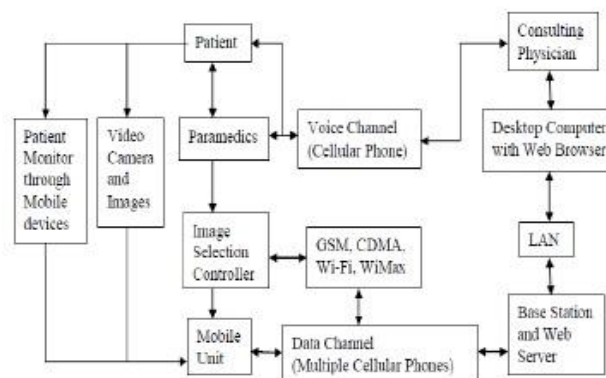 Patient
Consulting
Physician
Patient
Monitor
through
Mobile
devices
Video
Camera
and
Images
Paramedics
Voice Channel
(Cellular Phone)
Desktop Computer
with Web Browser
Image
Selection
Controller
GSM, CDMA,
Wi-Fi, WiMax
LAN
Mobile
Unit
Data Channel
(Multiple Cellular Phones)
Base Station
and Web
Server